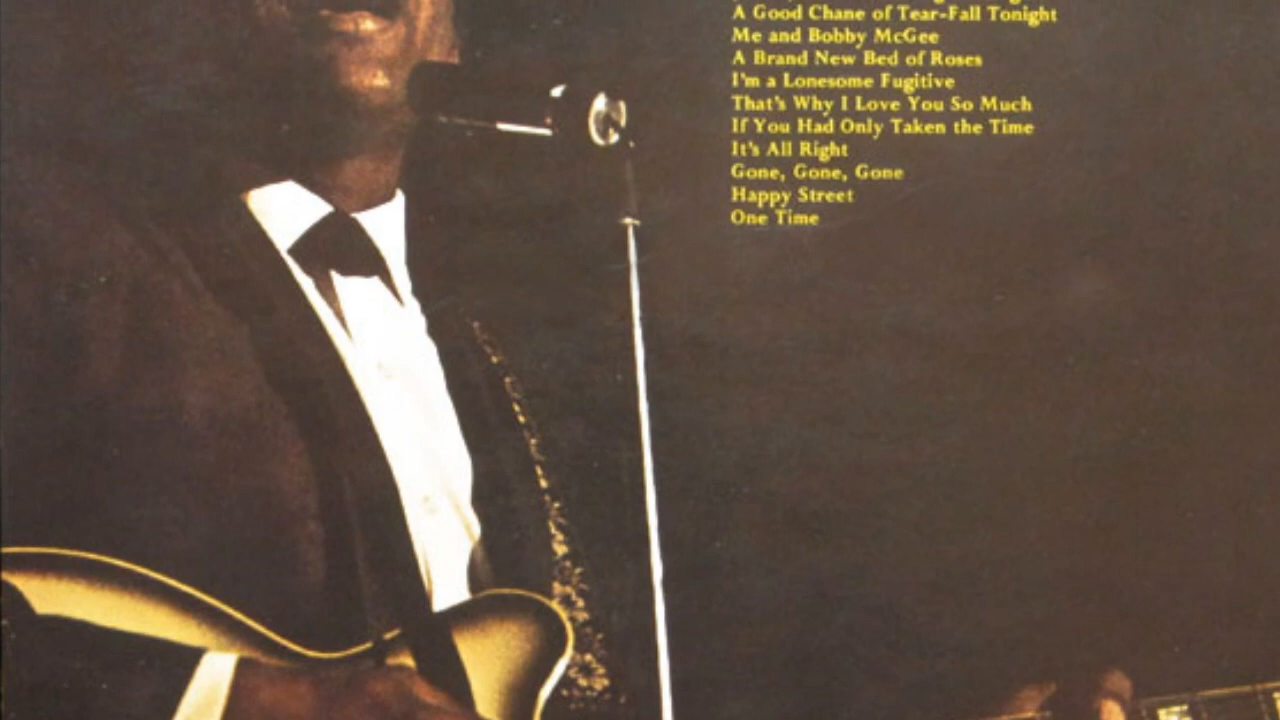 A Good Chane of Tear-Fall Tonight
Me and Bobby McGee
A Brand New Bed of Roses
I'm a Lonesome Fugitive
That's Why I Love You So Much
If You Had Only Taken the Time
It's All Right
Gone, Gone, Gone
Happy Street
One Time